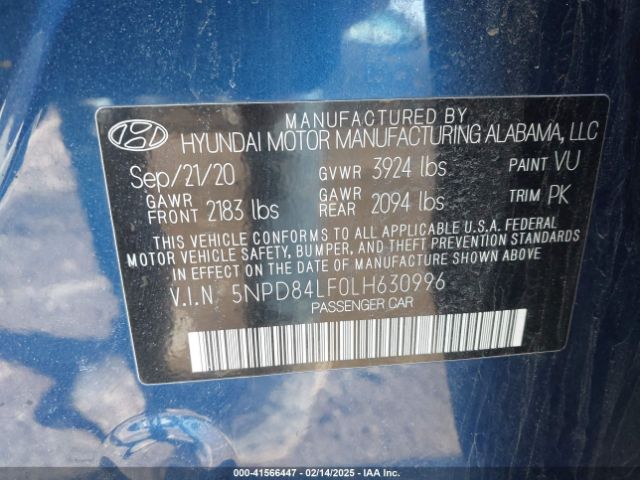 MANUFACTURED BY
HYUNDAI MOTOR MANUFACTURING ALABAMA, LLC
Sep/21/20 GVWR 3924 lbs PAINT VU
GAWR FRONT 2183 lbs GAWR REAR 2094 lbs TRIM PK
THIS VEHICLE CONFORMS TO ALL APPLICABLE U.S.A. FEDERAL
MOTOR VEHICLE SAFETY, BUMPER, AND THEFT PREVENTION STANDARDS
IN EFFECT ON THE DATE OF MANUFACTURE SHOWN ABOVE.
V.I.N 5NPD84LF0LH630996
PASSENGER CAR
000-41566447 - 02/14/2025 - IAA Inc.